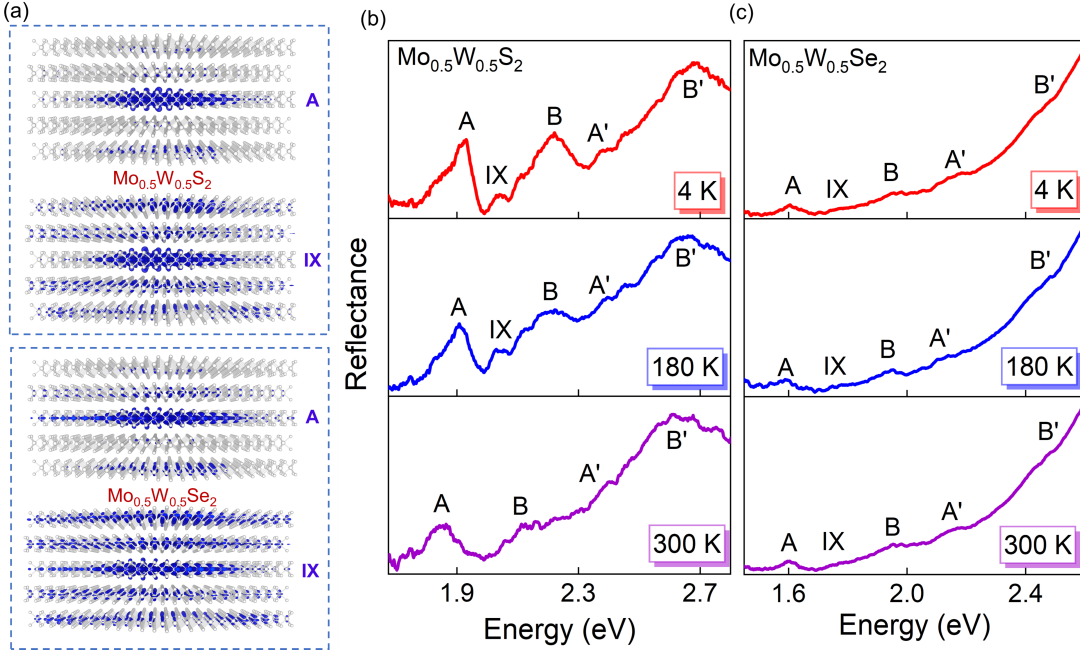 (a)
A
Mo0.5W0.5S2
IX
A
Mo0.5W0.5Se2
IX
(b)
Reflectance
Mo0.5W0.5S2
A
IX
B
A'
B'
4 K
A
IX
B
A'
B'
180 K
A
B
A'
B'
300 K
1.9 2.3 2.7
Energy (eV)
(c)
Mo0.5W0.5Se2
A
IX
B
A'
B'
4 K
A
IX
B
A'
B'
180 K
A
IX
B
A'
B'
300 K
1.6 2.0 2.4
Energy (eV)